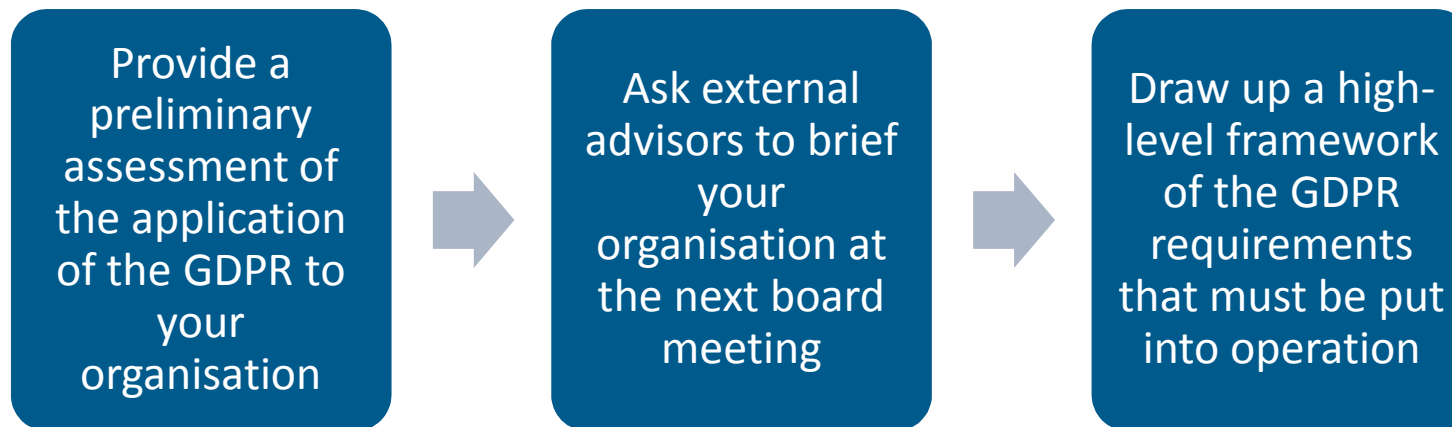 Provide a
preliminary
assessment of
the application
of the GDPR to
your
organisation
Ask external
advisors to brief
your
organisation at
the next board
meeting
Draw up a high-
level framework
of the GDPR
requirements
that must be put
into operation